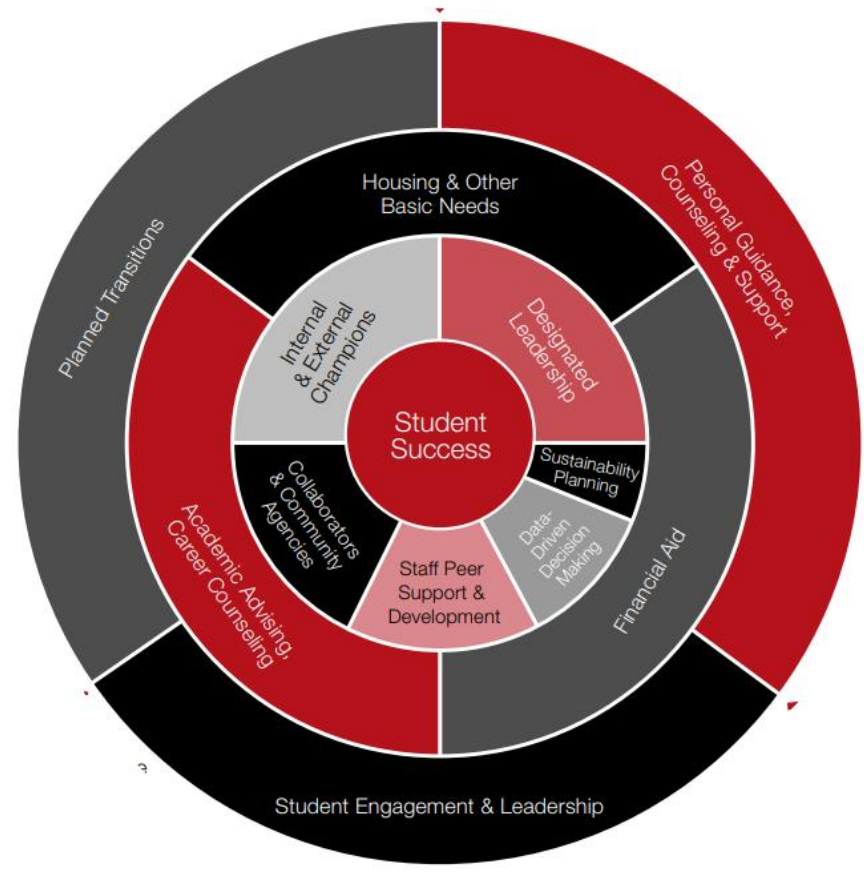 Housing & Other
Basic Needs
Personal Guidance,
Counseling & Support
Planned Transitions
Internal
& External
Champions
Designated
Leadership
Student
Success
Sustainability
Planning
Collaborators
& Community
Agencies
Data-
Driven
Decision
Making
Staff Peer
Support &
Development
Academic Advising,
Career Counseling
Financial Aid
Student Engagement & Leadership